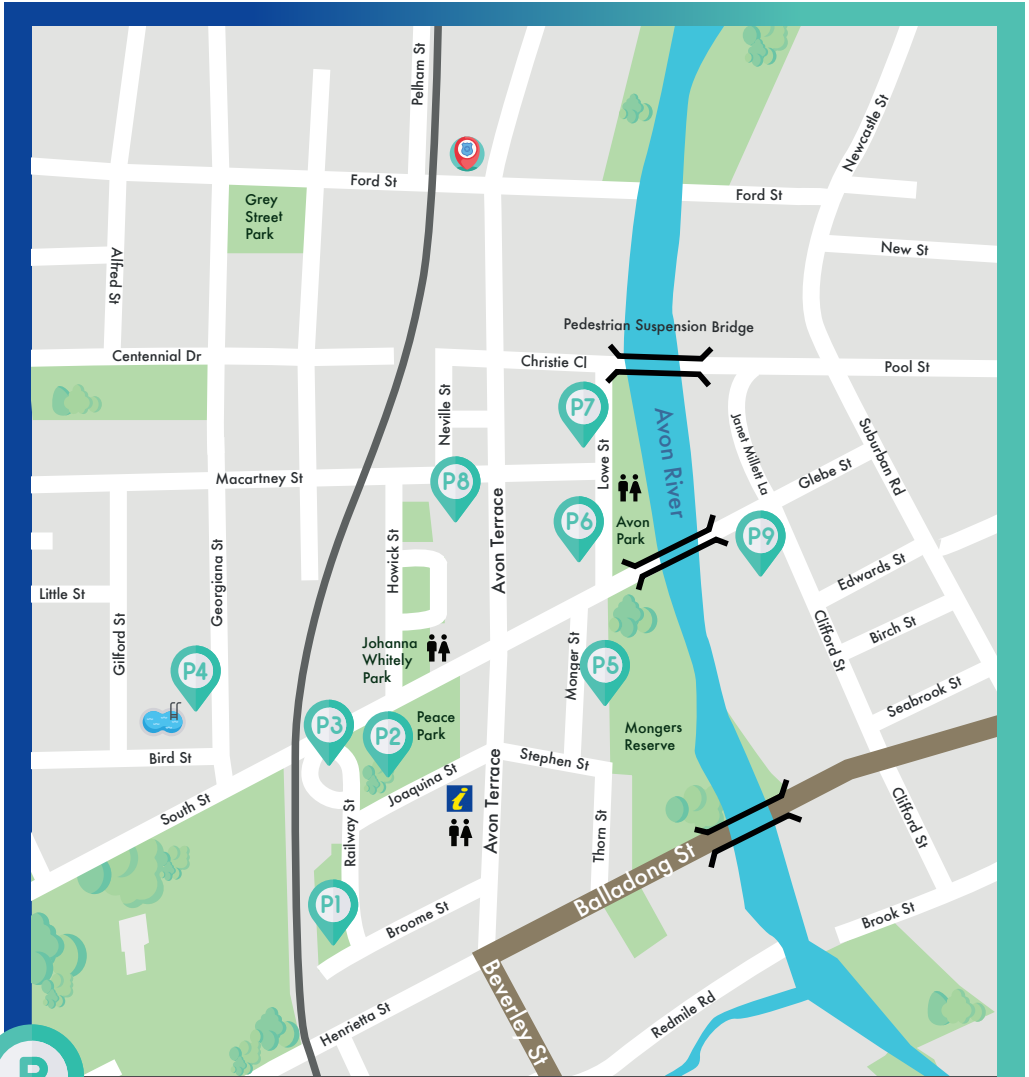 Pelham St
Newcastle St
Ford St
Ford St
Grey
Street
Park
New St
Alfred St
Pedestrian Suspension Bridge
Centennial Dr
Christie Cl
Pool St
P7
Neville St
Avon River
Janet Millett La
Suburban Rd
Lowe St
Glebe St
Macartney St
P8
Avon Terrace
P6
Avon
Park
P9
Howick St
Georgiana St
Edwards St
Little St
Gilford St
Birch St
Clifford St
Johanna
Whitely
Park
Monger St
P5
P4
Seabrook St
P3
P2
Peace
Park
Mongers
Reserve
Bird St
Stephen St
Joaquina St
i
Avon Terrace
South St
Railway St
Thorn St
Clifford St
Balladong St
P1
Broome St
Brook St
Beverley St
Henrietta St
Redmile Rd